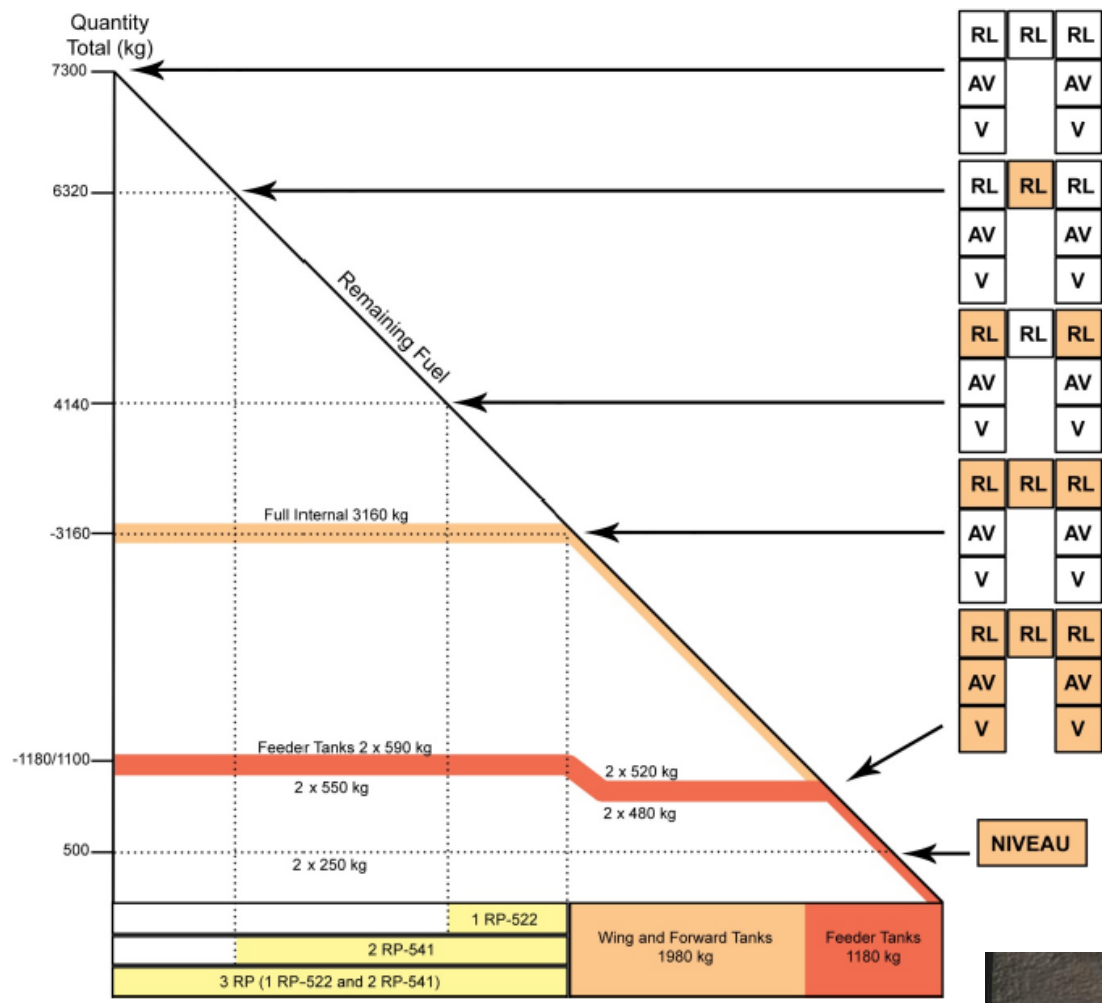 Quantity
Total (kg)
7300
6320
4140
-3160
-1180/1100
500
Remaining Fuel
Full Internal 3160 kg
Feeder Tanks 2 x 590 kg
2 x 550 kg
2 x 520 kg
2 x 480 kg
2 x 250 kg
1 RP-522
2 RP-541
3 RP (1 RP-522 and 2 RP-541)
Wing and Forward Tanks
1980 kg
Feeder Tanks
1180 kg
RL RL RL
AV AV
V V
RL RL RL
AV AV
V V
RL RL RL
AV AV
V V
RL RL RL
AV AV
V V
RL RL RL
AV AV
V V
NIVEAU